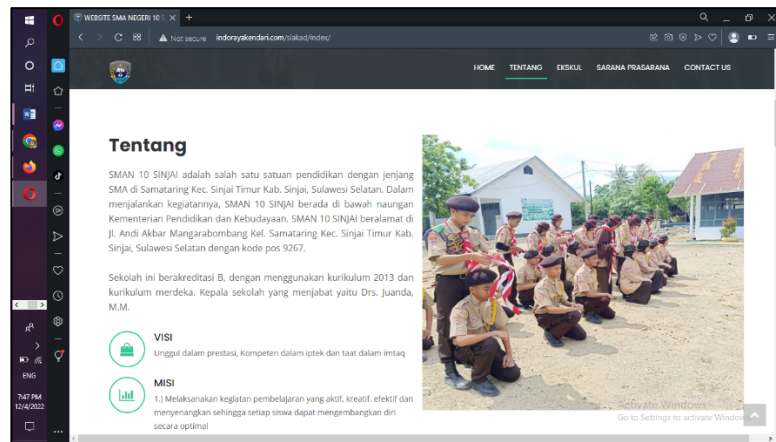 WEBSITE SMA NEGERI 10 S
Not secure indorayakendari.com/siakad/index/
HOME TENTANG EKSKUL SARANA PRASARANA CONTACT US
Tentang
SMAN 10 SINJAI adalah salah satu satuan pendidikan dengan jenjang
SMA di Samataring Kec. Sinjai Timur Kab. Sinjai, Sulawesi Selatan. Dalam
menjalankan kegiatannya, SMAN 10 SINJAI berada di bawah naungan
Kementerian Pendidikan dan Kebudayaan. SMAN 10 SINJAI beralamat di
Jl. Andi Akbar Mangarabombang Kel. Samataring Kec. Sinjai Timur Kab.
Sinjai, Sulawesi Selatan dengan kode pos 9267.
Sekolah ini berakreditasi B, dengan menggunakan kurikulum 2013 dan
kurikulum merdeka. Kepala sekolah yang menjabat yaitu Drs. Juanda,
M.M.
VISI
Unggul dalam prestasi, Kompeten dalam iptek dan taat dalam imtaq
MISI
1.) Melaksanakan kegiatan pembelajaran yang aktif, kreatif, efektif dan
menyenangkan sehingga setiap siswa dapat mengembangkan diri
secara optimal
Activate Windows
Go to Settings to activate Windows.
ENG
7:47 PM
12/4/2022